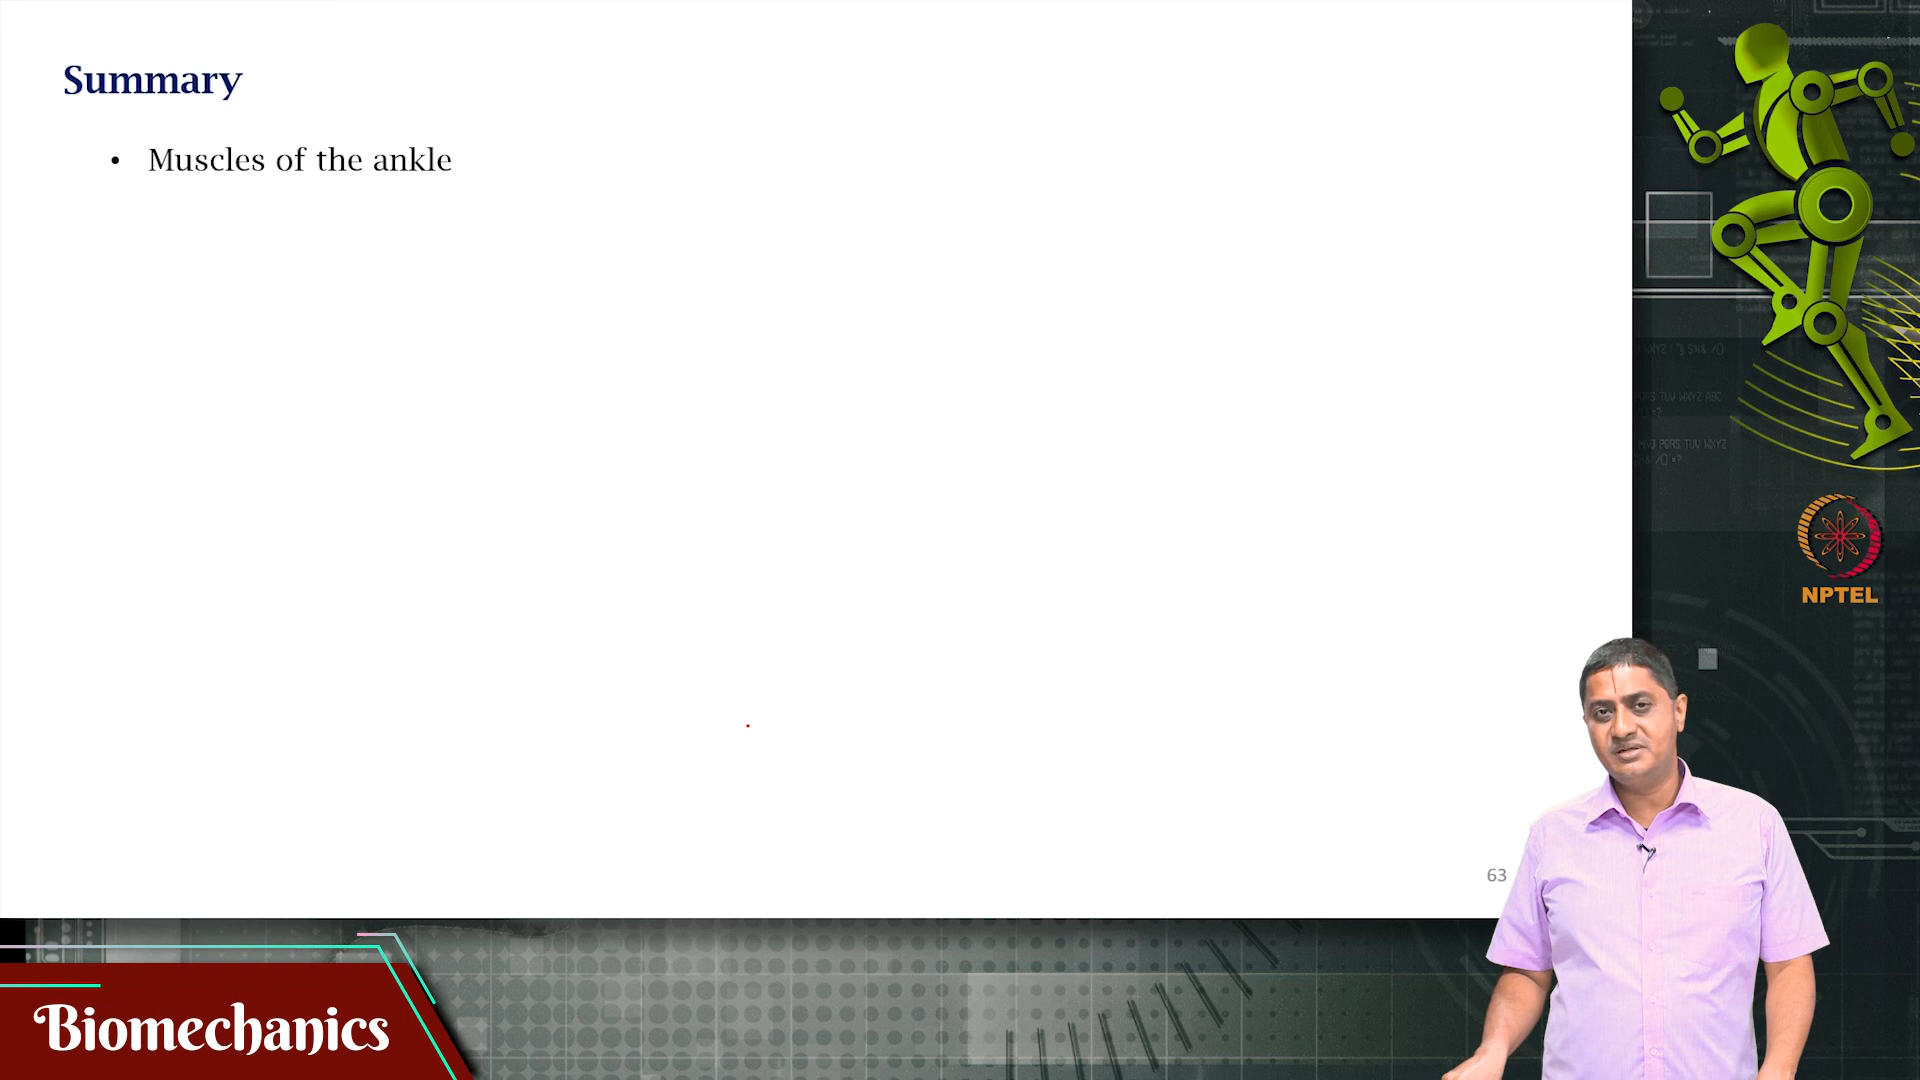 Summary
• Muscles of the ankle
63
NPTEL
Biomechanics